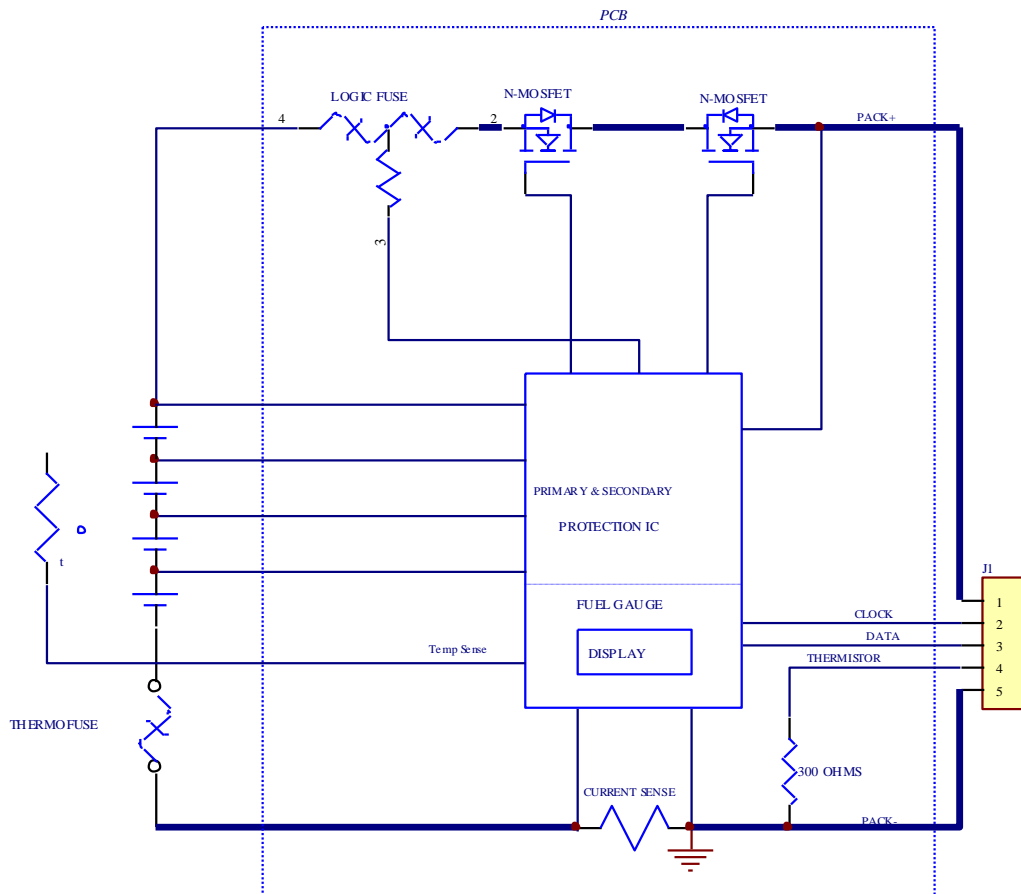 PCB
LOGIC FUSE
N-MOSFET
N-MOSFET
4
2
PACK+
3
PRIMARY & SECONDARY
PROTECTION IC
t
J1
FUEL GAUGE
1
CLOCK
2
DATA
3
Temp Sense
DISPLAY
THERMISTOR
4
5
THERMOFUSE
300 OHMS
CURRENT SENSE
PACK-